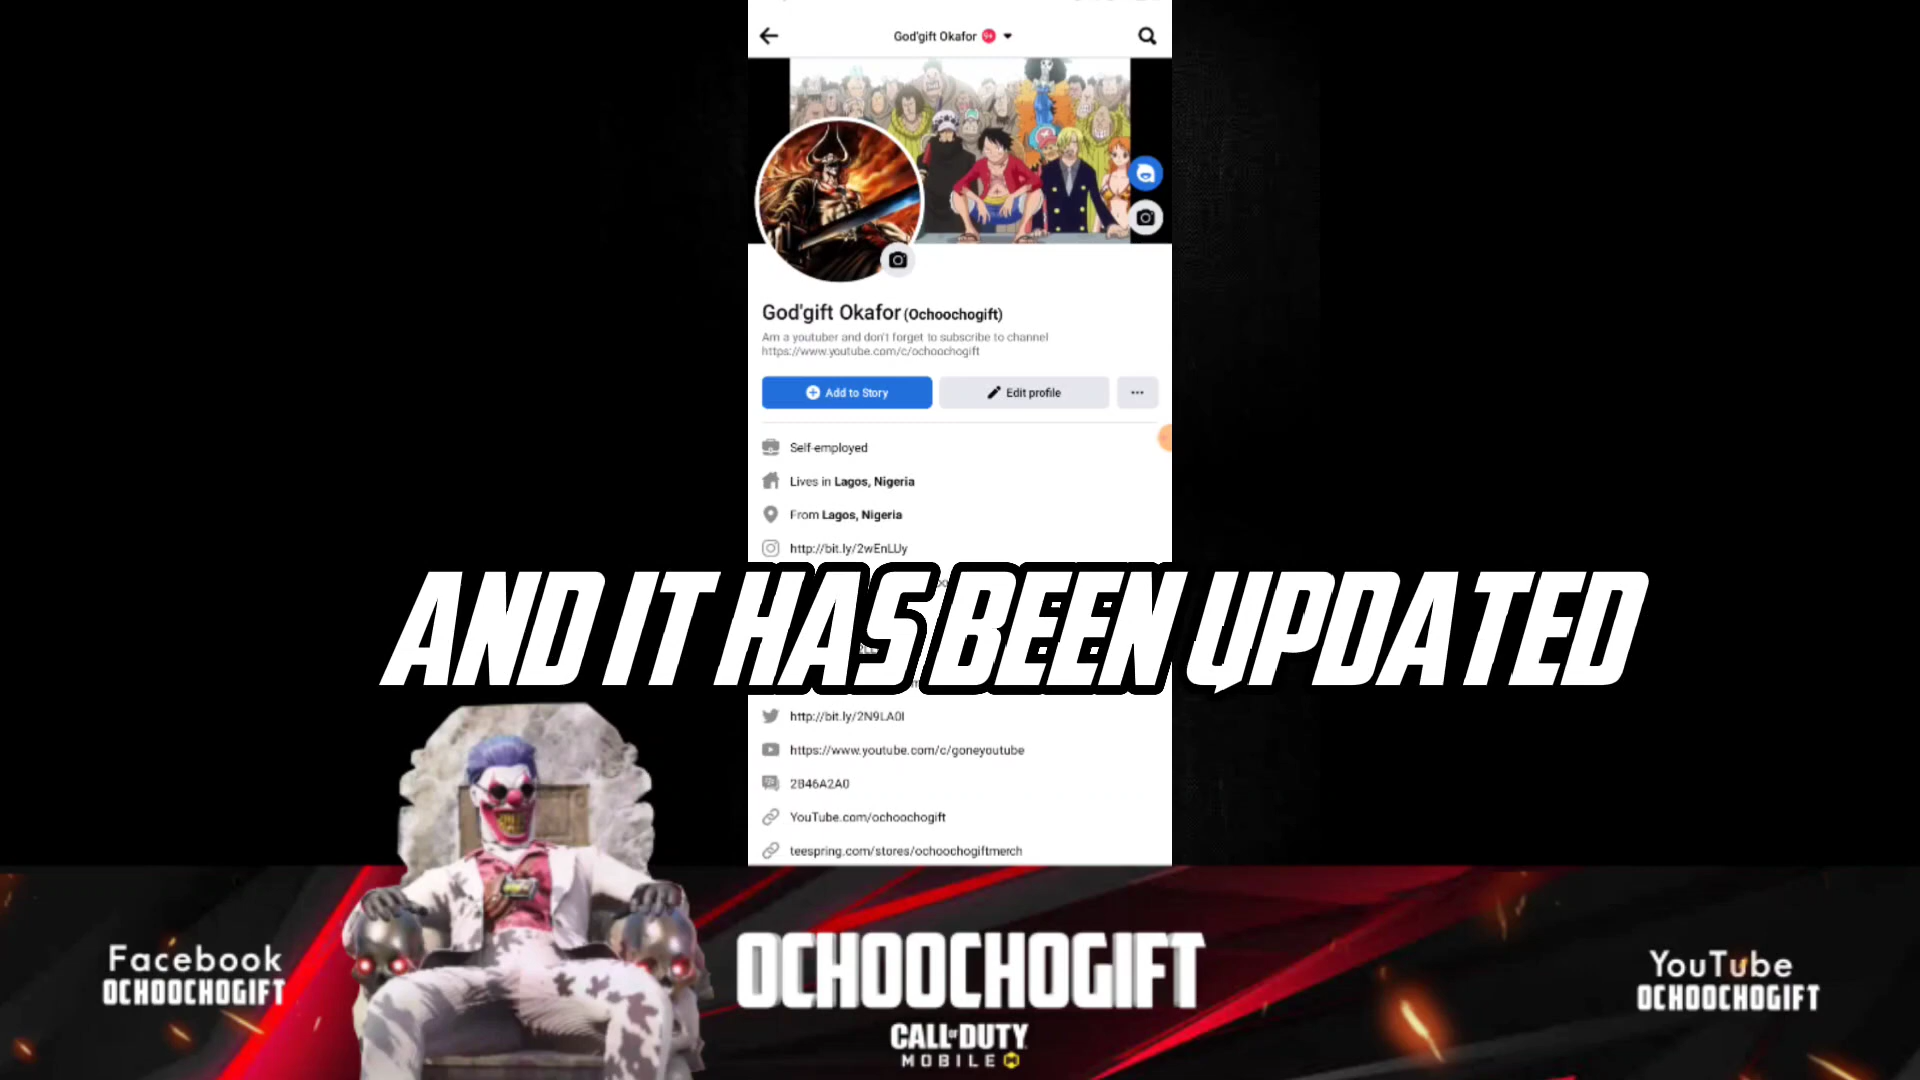 God'gift Okafor 9+
God'gift Okafor (Ochoochogift)
Am a youtuber and don't forget to subscribe to channel
https://www.youtube.com/c/ochoochogift
Add to Story
Edit profile
Self-employed
Lives in Lagos, Nigeria
From Lagos, Nigeria
http://bit.ly/2wEnLUy
AND IT HAS BEEN UPDATED
http://bit.ly/2N9LA0I
https://www.youtube.com/c/goneyoutube
2B46A2A0
YouTube.com/ochoochogift
teespring.com/stores/ochoochogiftmerch
Facebook
OCHOOCHOGIFT
OCHOOCHOGIFT
CALL OF DUTY
MOBILE
YouTube
OCHOOCHOGIFT